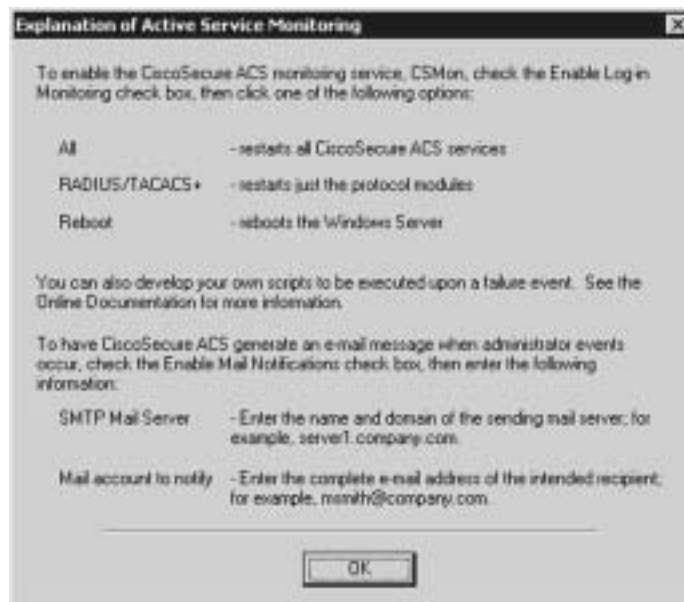 Explanation of Active Service Monitoring
To enable the CiscoSecure ACS monitoring service, CSMon, check the Enable Log-in
Monitoring check box, then click one of the following options:
All - restarts all CiscoSecure ACS services
RADIUS/TACACS+ - restarts just the protocol modules
Reboot - reboots the Windows Server
You can also develop your own scripts to be executed upon a failure event. See the
Online Documentation for more information.
To have CiscoSecure ACS generate an e-mail message when administrator events
occur, check the Enable Mail Notifications check box, then enter the following
information:
SMTP Mail Server - Enter the name and domain of the sending mail server; for
example, server1.company.com.
Mail account to notify - Enter the complete e-mail address of the intended recipient;
for example, msmith@company.com.
OK